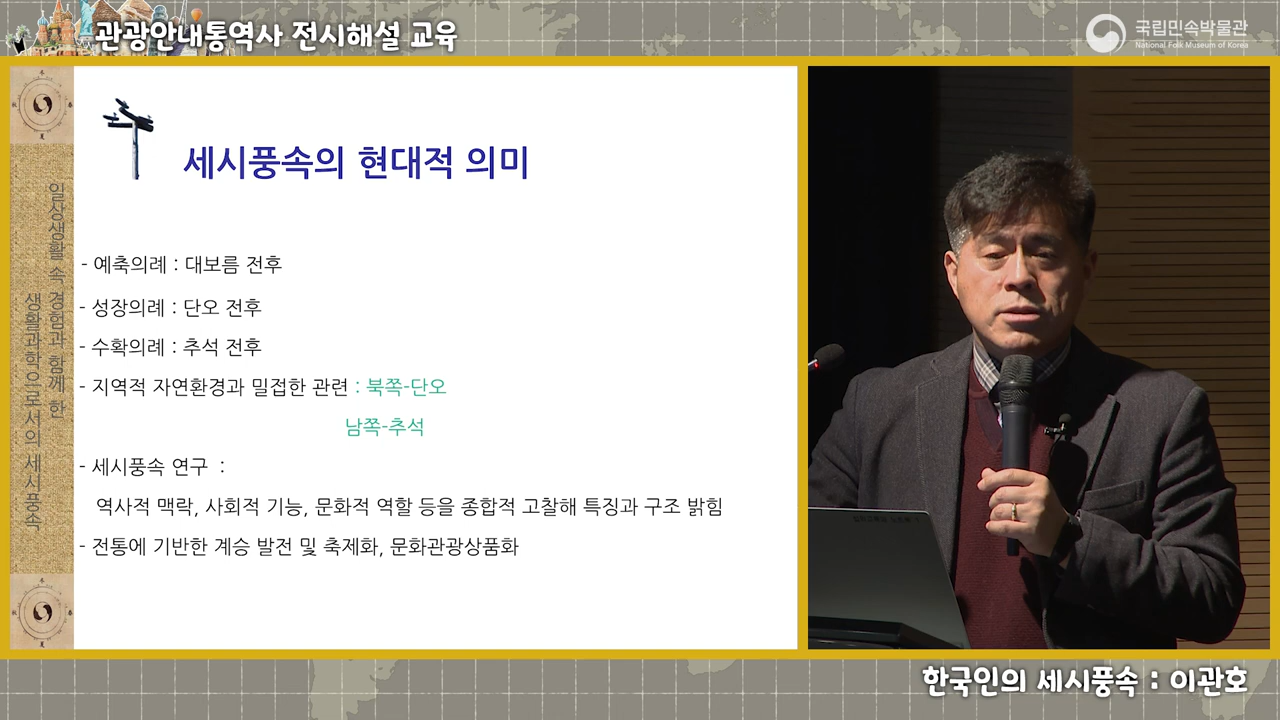 관광안내통역사 전시해설 교육
국립민속박물관
National Folk Museum of Korea
일상생활 속 경험과 함께 한
생활과학으로서의 세시풍속
세시풍속의 현대적 의미
- 예축의례 : 대보름 전후
- 성장의례 : 단오 전후
- 수확의례 : 추석 전후
- 지역적 자연환경과 밀접한 관련 : 북쪽-단오
남쪽-추석
- 세시풍속 연구 :
역사적 맥락, 사회적 기능, 문화적 역할 등을 종합적 고찰해 특징과 구조 밝힘
- 전통에 기반한 계승 발전 및 축제화, 문화관광상품화
한국인의 세시풍속 : 이관호